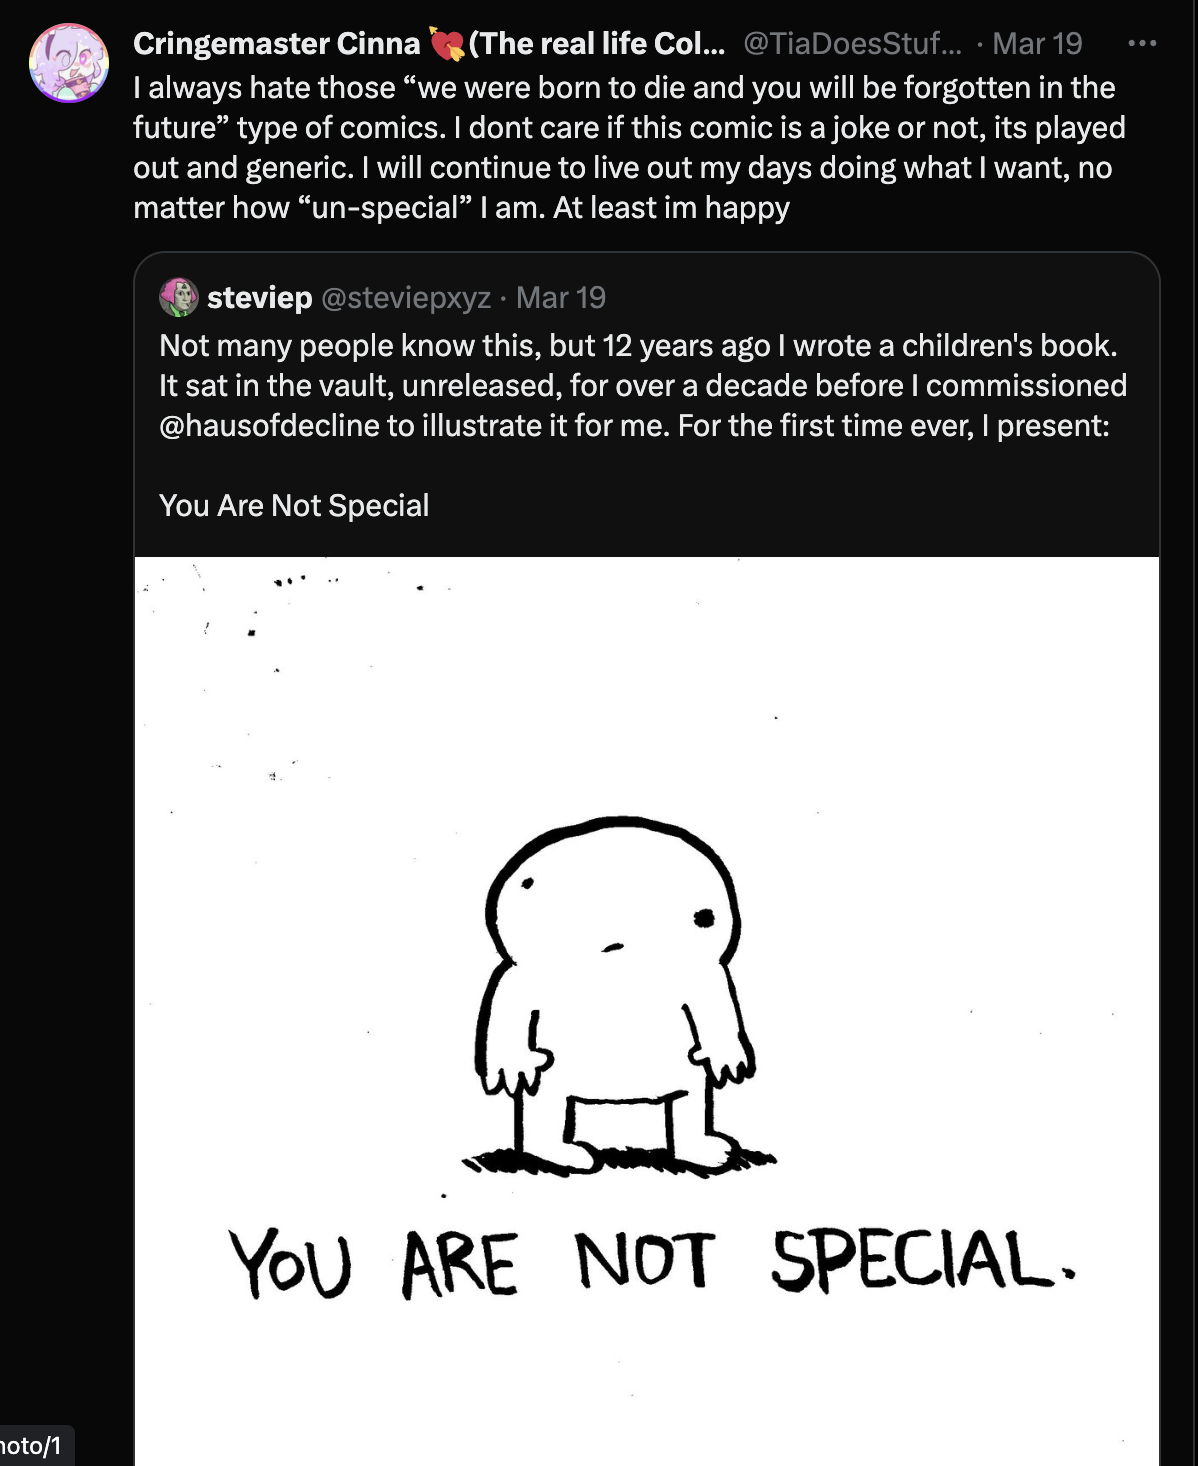 Cringemaster Cinna 💘(The real life Col... @TiaDoesStuf... · Mar 19
I always hate those “we were born to die and you will be forgotten in the
future” type of comics. I dont care if this comic is a joke or not, its played
out and generic. I will continue to live out my days doing what I want, no
matter how “un-special” I am. At least im happy
steviep @steviepxyz · Mar 19
Not many people know this, but 12 years ago I wrote a children's book.
It sat in the vault, unreleased, for over a decade before I commissioned
@hausofdecline to illustrate it for me. For the first time ever, I present:
You Are Not Special
YOU ARE NOT SPECIAL.
hoto/1